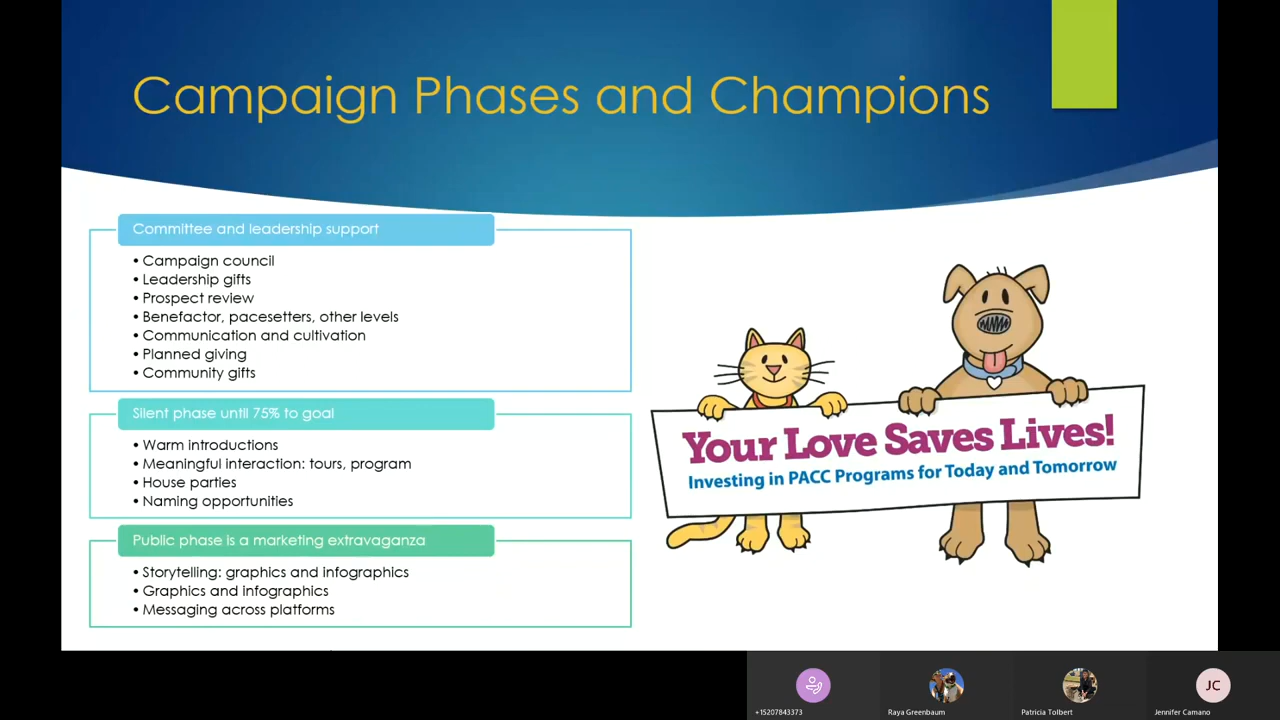 Campaign Phases and Champions
Committee and leadership support
• Campaign council
• Leadership gifts
• Prospect review
• Benefactor, pacesetters, other levels
• Communication and cultivation
• Planned giving
• Community gifts
Silent phase until 75% to goal
• Warm introductions
• Meaningful interaction: tours, program
• House parties
• Naming opportunities
Public phase is a marketing extravaganza
• Storytelling: graphics and infographics
• Graphics and infographics
• Messaging across platforms
Your Love Saves Lives!
Investing in PACC Programs for Today and Tomorrow
JC
+15207843373
Raya Greenbaum
Patricia Tolbert
Jennifer Camano